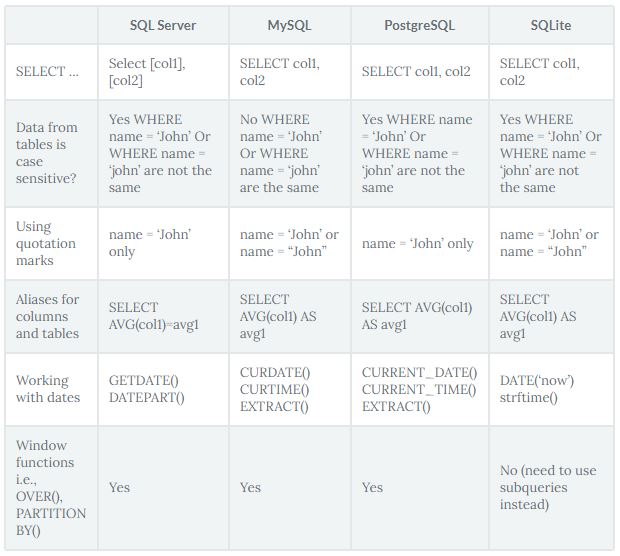 SQL Server MySQL PostgreSQL SQLite
SELECT ...
Select [col1],
[col2]
SELECT col1,
col2
SELECT col1, col2
SELECT col1,
col2
Data from
tables is
case
sensitive?
Yes WHERE
name = ‘John’ Or
WHERE name =
‘john’ are not the
same
No WHERE
name = ‘John’
Or WHERE
name = ‘john’
are the same
Yes WHERE name
= ‘John’ Or
WHERE name =
‘john’ are not the
same
Yes WHERE
name = ‘John’ Or
WHERE name =
‘john’ are not
the same
Using
quotation
marks
name = ‘John’
only
name = ‘John’ or
name = “John”
name = ‘John’ only
name = ‘John’ or
name = “John”
Aliases for
columns
and tables
SELECT
AVG(col1)=avg1
SELECT
AVG(col1) AS
avg1
SELECT AVG(col1)
AS avg1
SELECT
AVG(col1) AS
avg1
Working
with dates
GETDATE()
DATEPART()
CURDATE()
CURTIME()
EXTRACT()
CURRENT_DATE()
CURRENT_TIME()
EXTRACT()
DATE(‘now’)
strftime()
Window
functions
i.e.,
OVER(),
PARTITION
BY()
Yes
Yes
Yes
No (need to use
subqueries
instead)